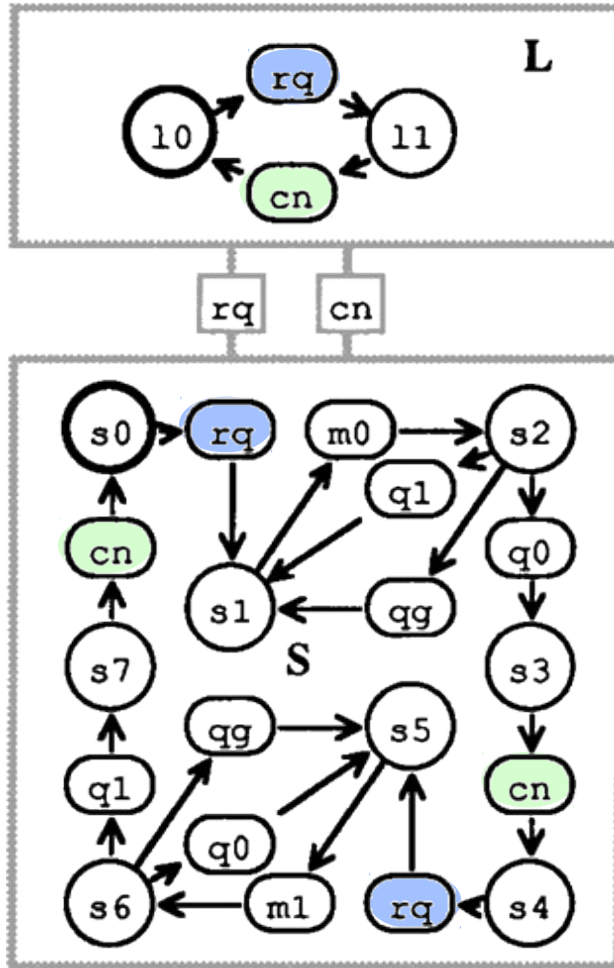 L
rq
l0 l1
cn
rq cn
s0 rq m0 s2
q1
cn q0
s1 qg
s7 S s3
qg s5
q1 cn
q0
s6 m1 rq s4